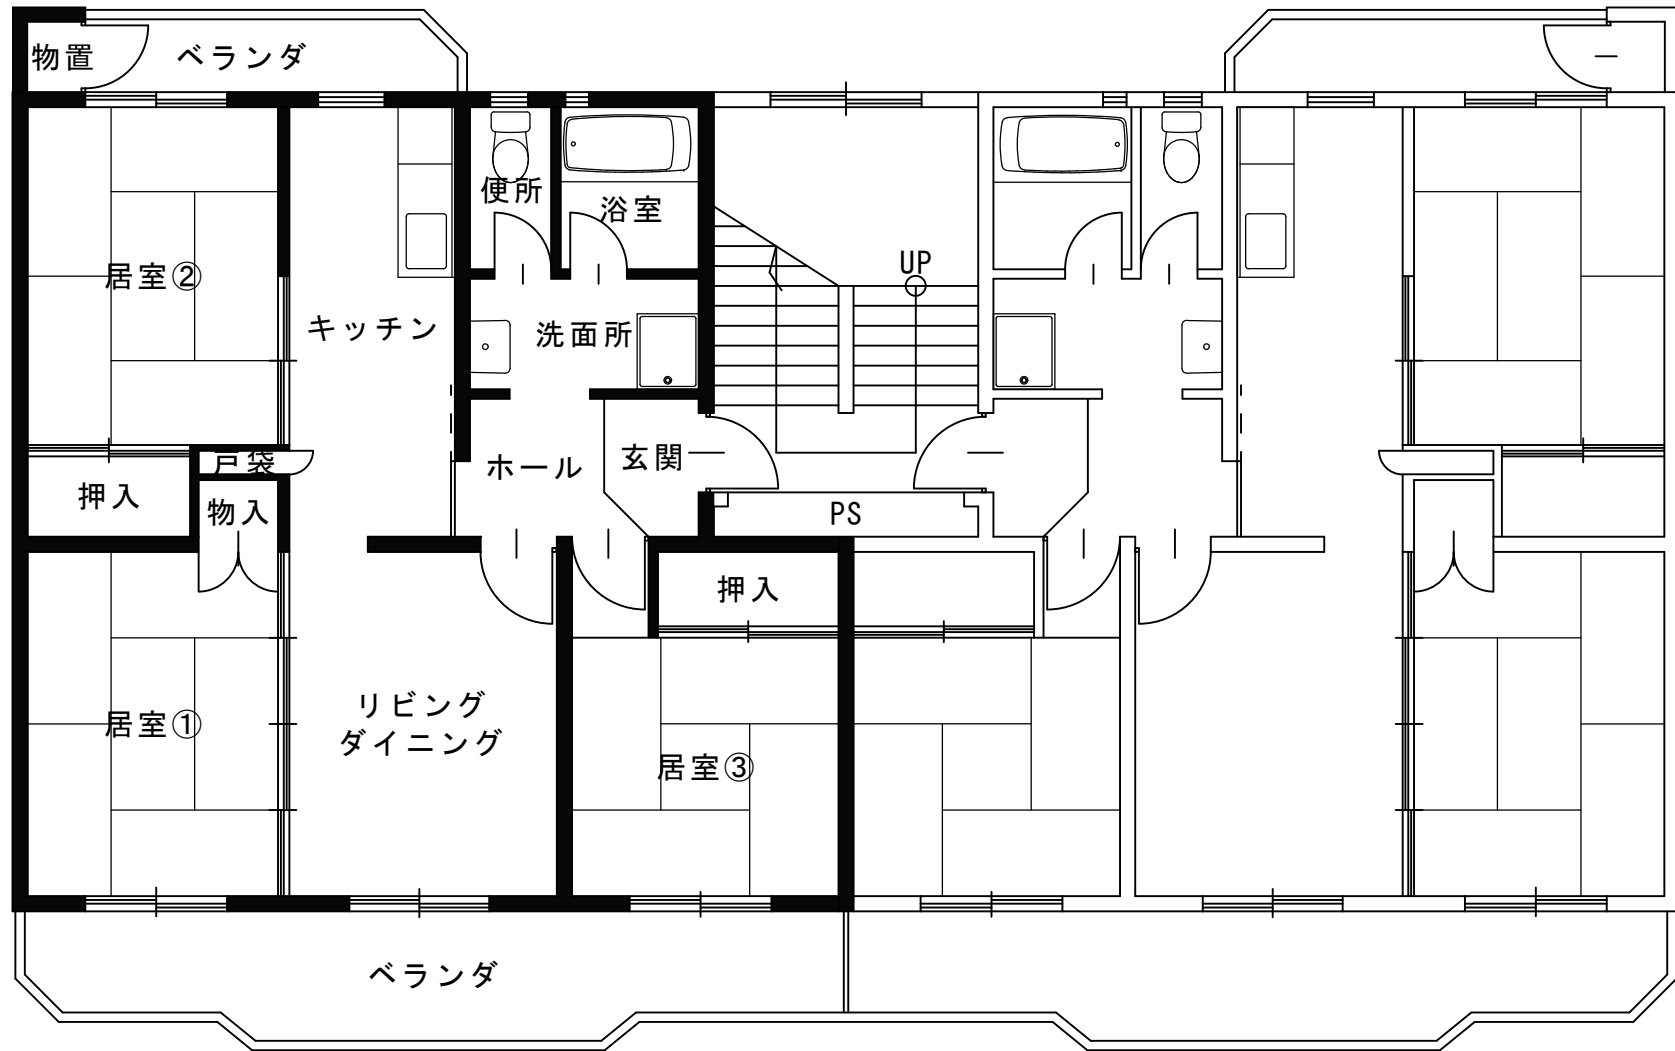 物置
ベランダ
便所
浴室
居室②
UP
キッチン
洗面所
戸袋
ホール
玄関
押入
物入
PS
押入
リビング
ダイニング
居室①
居室③
ベランダ